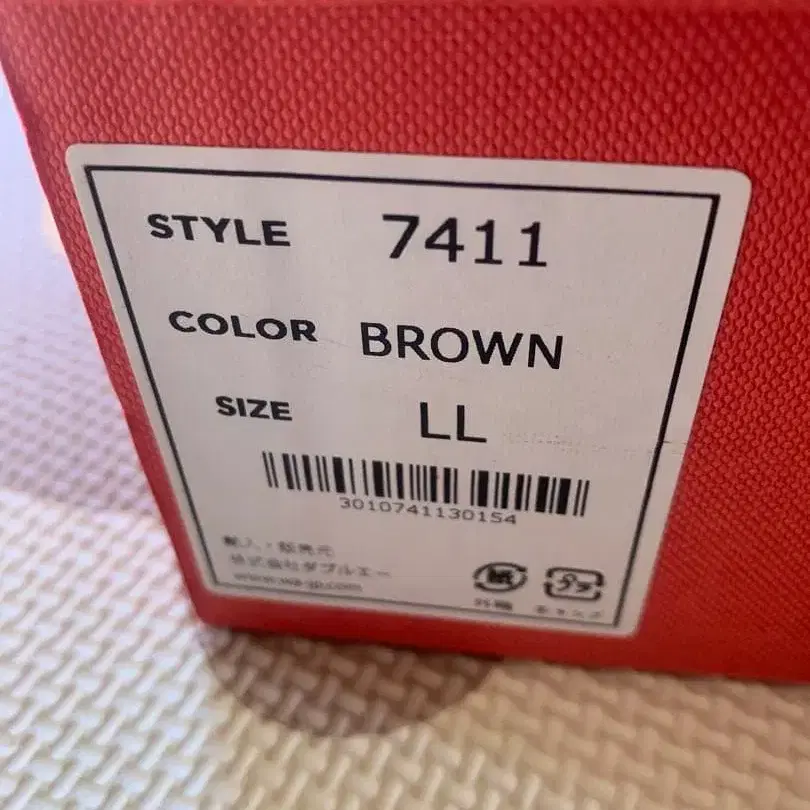 STYLE 7411
COLOR BROWN
SIZE LL
3010741130154
輸入・販売元
株式会社ダブルエー
www.wa-jp.com
紙 プラ
外箱 キャップ